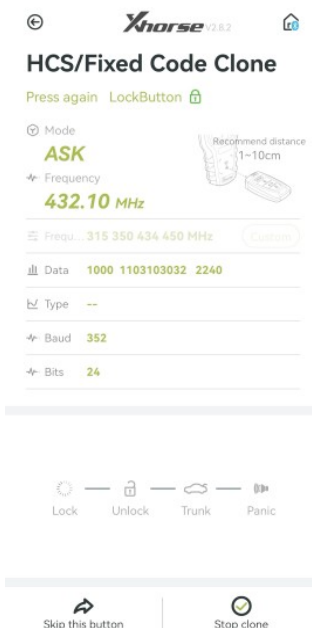 Xhorse V2.8.2
HCS/Fixed Code Clone
Press again LockButton
Mode
ASK
Recommend distance
1~10cm
Frequency
432.10 MHz
Frequ... 315 350 434 450 MHz Custom
Data 1000 1103103032 2240
Type --
Baud 352
Bits 24
Lock Unlock Trunk Panic
Skip this button Stop clone